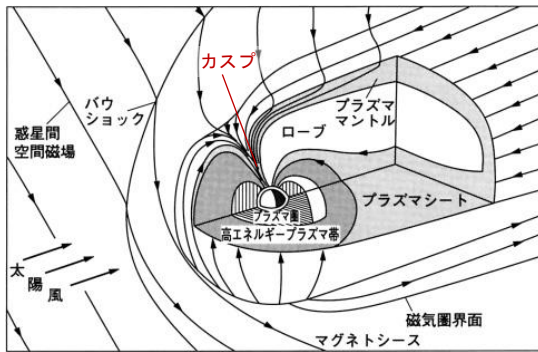 カスプ
バウ
ショック
惑星間
空間磁場
ローブ
プラズマ
マントル
プラズマシート
プラズマ圏
高エネルギープラズマ帯
太陽風
磁気圏界面
マグネトシース